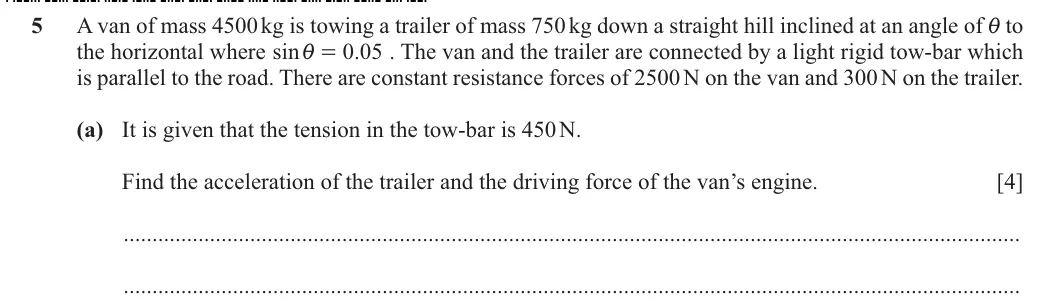 5 A van of mass 4500 kg is towing a trailer of mass 750 kg down a straight hill inclined at an angle of θ to
the horizontal where sin θ = 0.05 . The van and the trailer are connected by a light rigid tow-bar which
is parallel to the road. There are constant resistance forces of 2500 N on the van and 300 N on the trailer.
(a) It is given that the tension in the tow-bar is 450 N.
Find the acceleration of the trailer and the driving force of the van’s engine. [4]